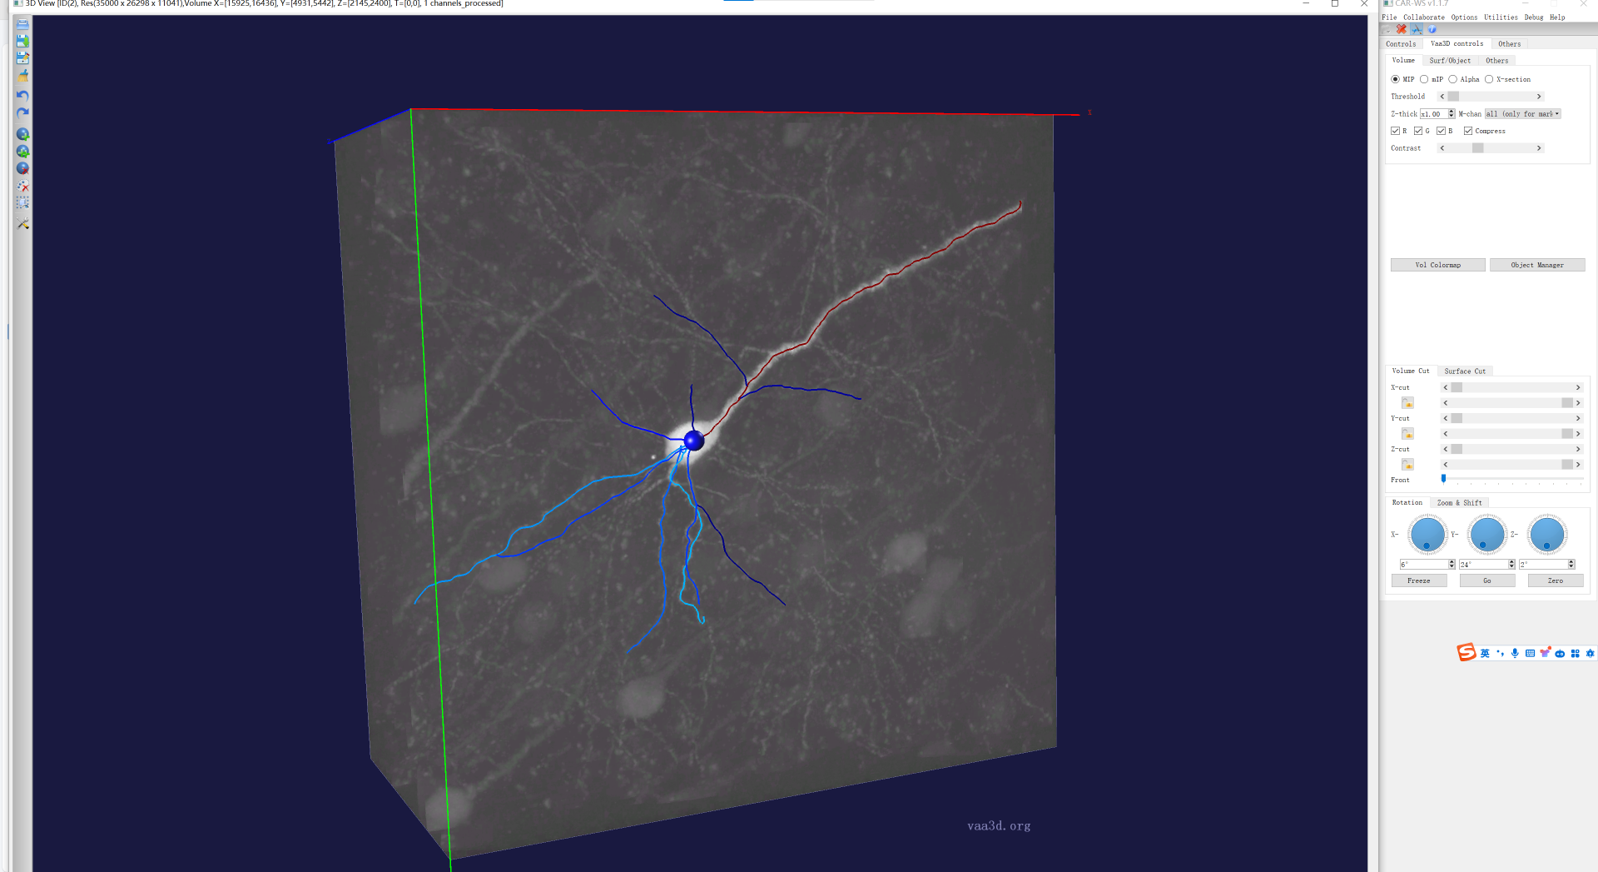 3D View [ID(2), Res(35000 x 26298 x 11041),Volume X=[15925,16436], Y=[4931,5442], Z=[2145,2400], T=[0,0], 1 channels_processed]
CAR-WS v1.1.7
File Collaborate Options Utilities Debug Help
Controls Vaa3D controls Others
Volume Surf/Object Others
MIP mIP Alpha X-section
Threshold
Z-thick x1.00 M-chan all (only for mar
R G B Compress
Contrast
Vol Colormap Object Manager
Volume Cut Surface Cut
X-cut
Y-cut
Z-cut
Front
Rotation Zoom & Shift
X- Y- Z-
6° 24° 2°
Freeze Go Zero
S 英
vaa3d.org